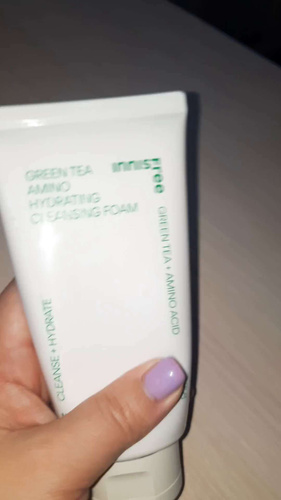 GREEN TEA
AMINO
HYDRATING
CLEANSING FOAM
innisfree
GREEN TEA + AMINO ACID
CLEANSE + HYDRATE